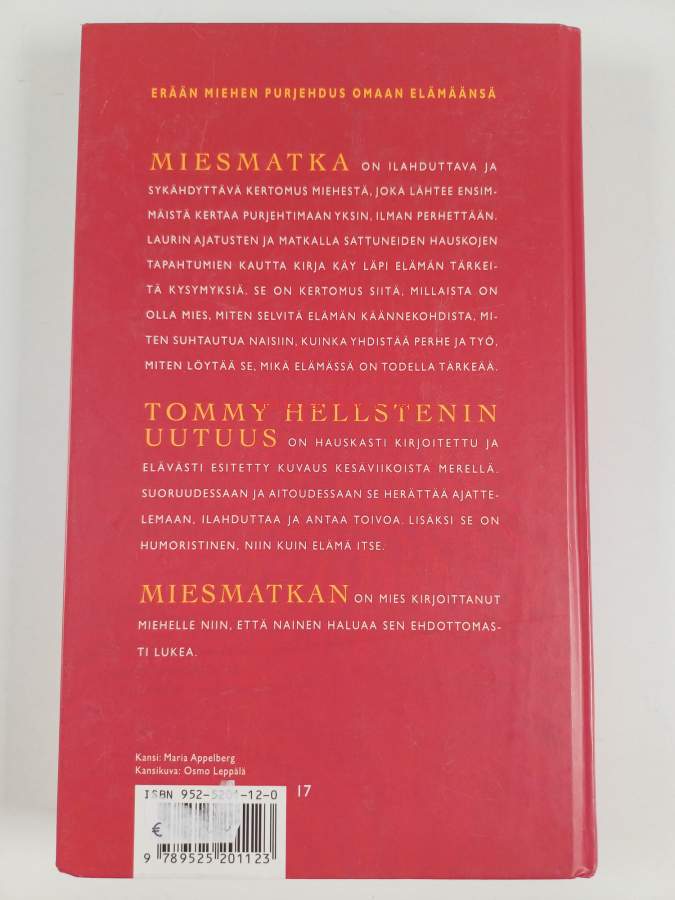 ERÄÄN MIEHEN PURJEHDUS OMAAN ELÄMÄÄNSÄ
MIESMATKA ON ILAHDUTTAVA JA
SYKÄHDYTTÄVÄ KERTOMUS MIEHESTÄ, JOKA LÄHTEE ENSIM-
MÄISTÄ KERTAA PURJEHTIMAAN YKSIN, ILMAN PERHETTÄÄN.
LAURIN AJATUSTEN JA MATKALLA SATTUNEIDEN HAUSKOJEN
TAPAHTUMIEN KAUTTA KIRJA KÄY LÄPI ELÄMÄN TÄRKEI-
TÄ KYSYMYKSIÄ. SE ON KERTOMUS SIITÄ, MILLAISTA ON
OLLA MIES, MITEN SELVITÄ ELÄMÄN KÄÄNNEKOHDISTA, MI-
TEN SUHTAUTUA NAISIIN, KUINKA YHDISTÄÄ PERHE JA TYÖ,
MITEN LÖYTÄÄ SE, MIKÄ ELÄMÄSSÄ ON TODELLA TÄRKEÄÄ.
TOMMY HELLSTENIN
UUTUUS ON HAUSKASTI KIRJOITETTU JA
ELÄVÄSTI ESITETTY KUVAUS KESÄVIIKOISTA MERELLÄ.
SUORUUDESSAAN JA AITOUDESSAAN SE HERÄTTÄÄ AJATTE-
LEMAAN, ILAHDUTTAA JA ANTAA TOIVOA. LISÄKSI SE ON
HUMORISTINEN, NIIN KUIN ELÄMÄ ITSE.
MIESMATKAN ON MIES KIRJOITTANUT
MIEHELLE NIIN, ETTÄ NAINEN HALUAA SEN EHDOTTOMAS-
TI LUKEA.
Kansi: Maria Appelberg
Kansikuva: Osmo Leppälä
ISBN 952-5201-12-0
17
€
9 789525 201123